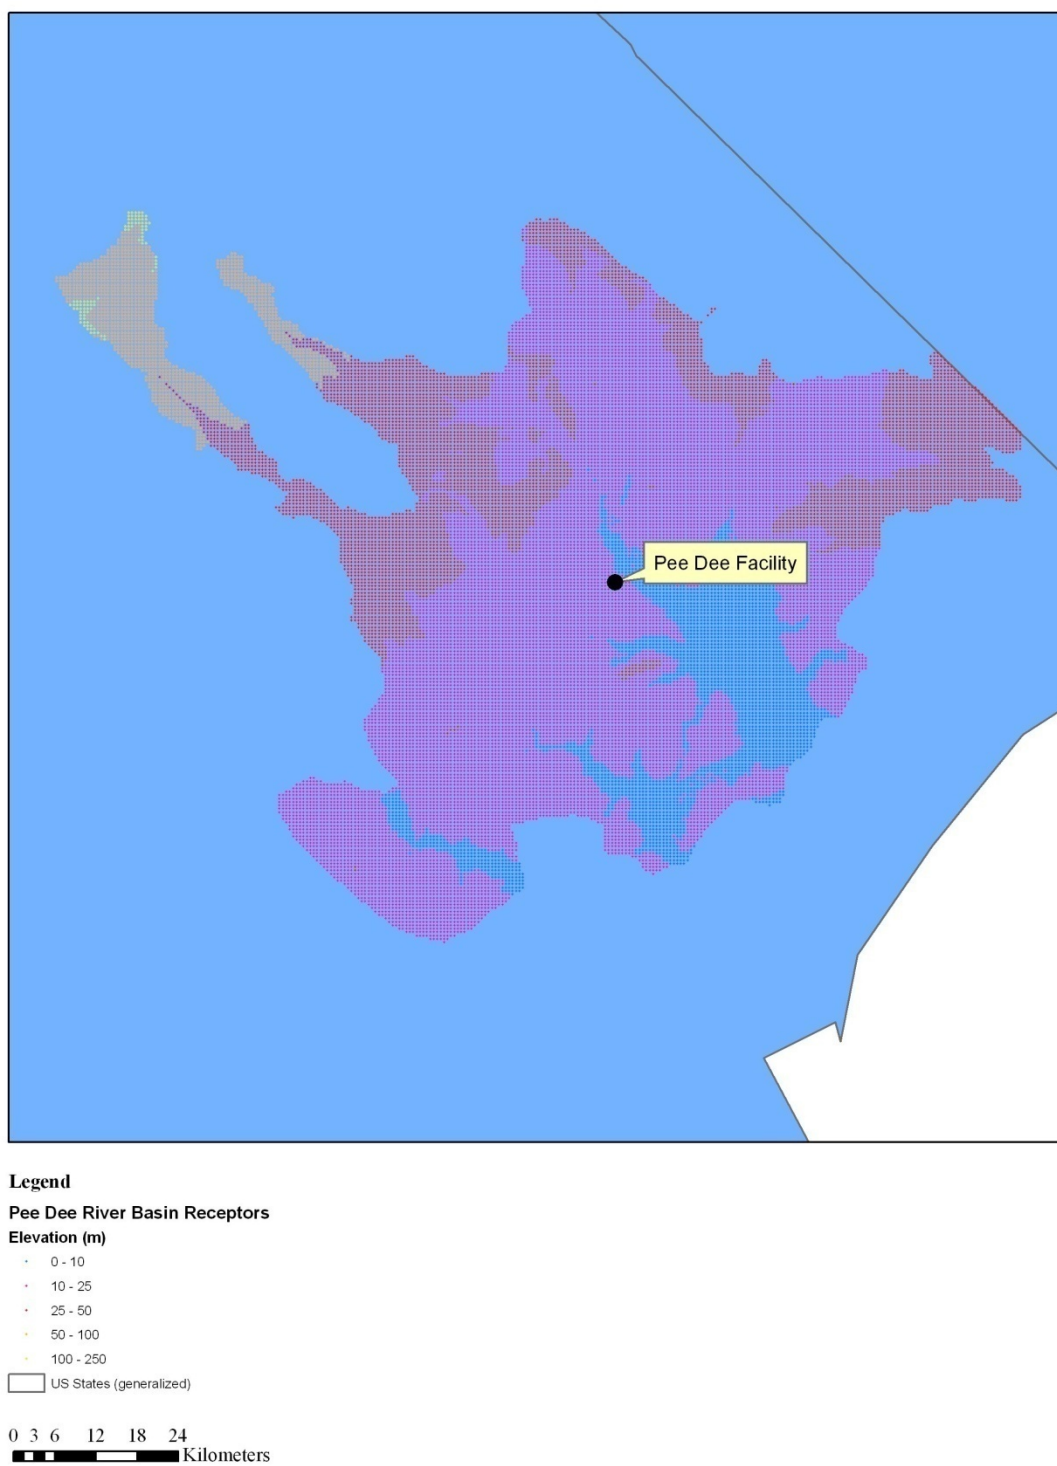 Pee Dee Facility
Legend
Pee Dee River Basin Receptors
Elevation (m)
0 - 10
10 - 25
25 - 50
50 - 100
100 - 250
US States (generalized)
0 3 6 12 18 24
Kilometers